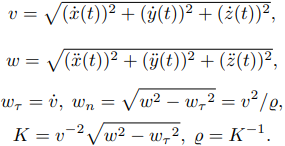 v = √((ẋ(t))² + (ẏ(t))² + (ż(t))²),
w = √((ẍ(t))² + (ÿ(t))² + (z̈(t))²),
w_τ = v̇, w_n = √(w² − w_τ²) = v²/ϱ,
K = v⁻²√(w² − w_τ²), ϱ = K⁻¹.